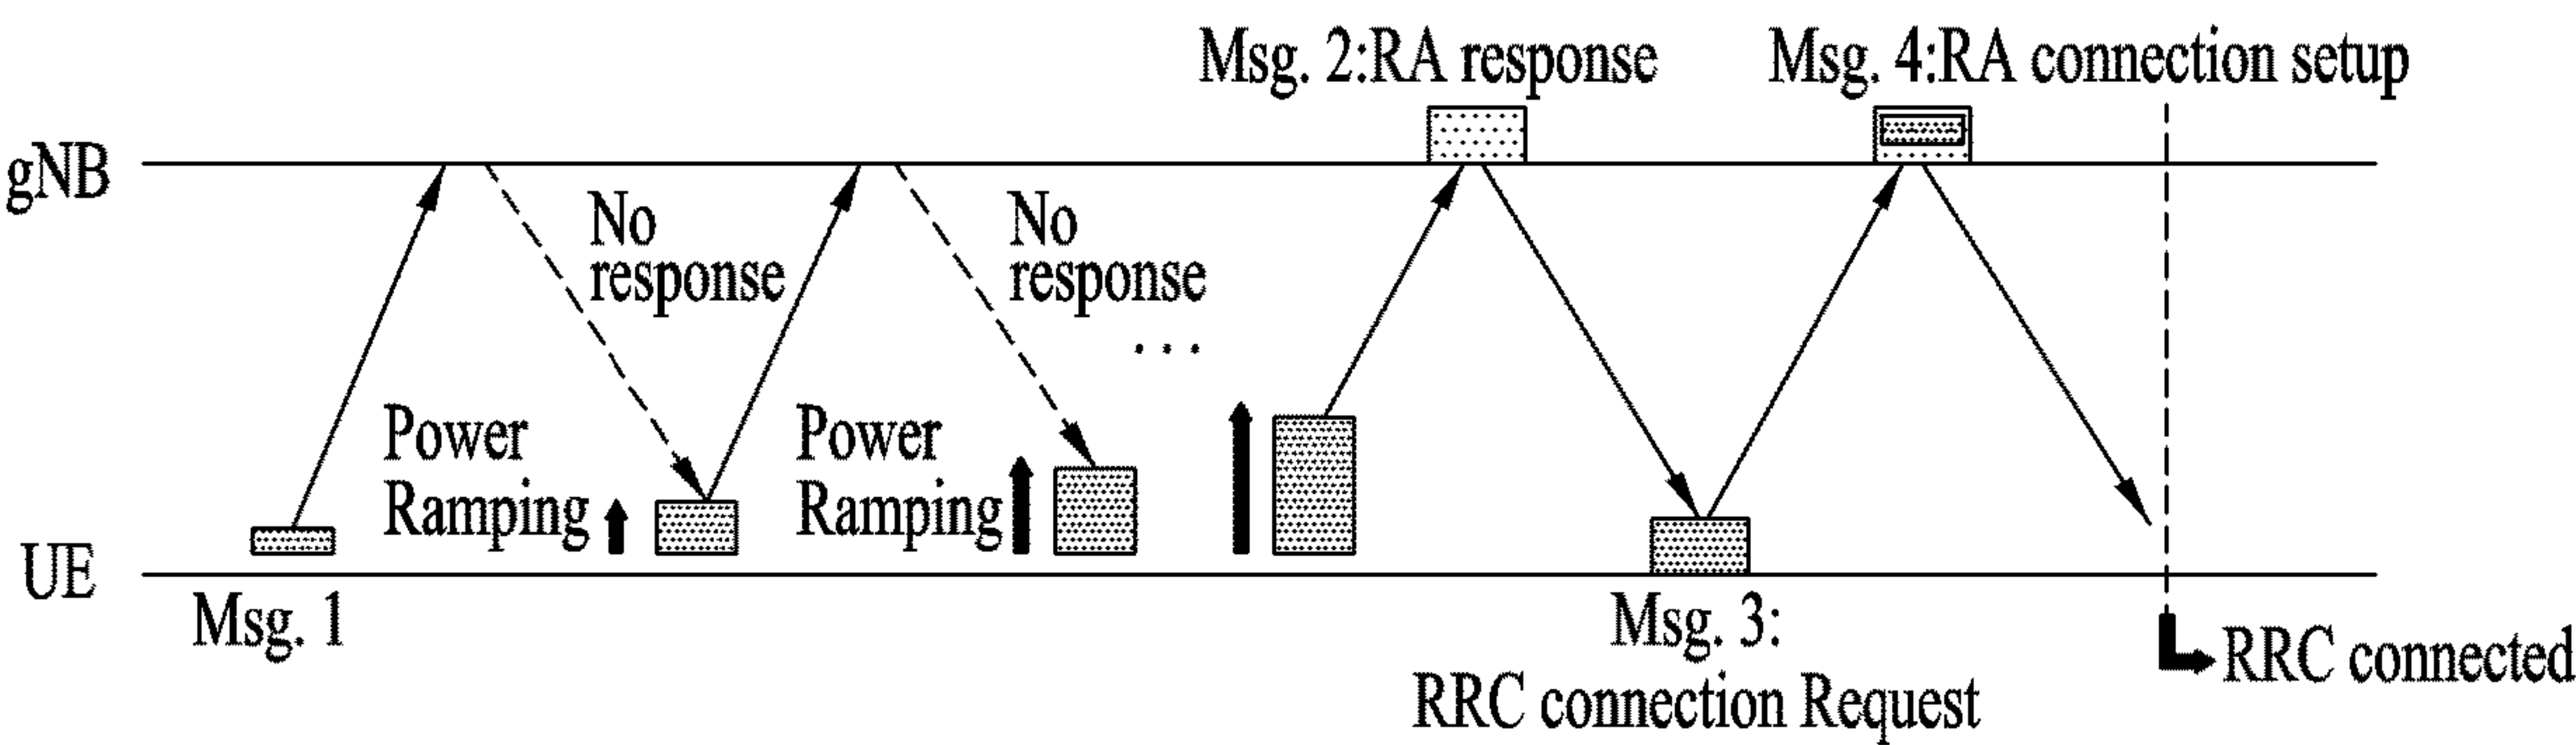 Msg. 2:RA response
Msg. 4:RA connection setup
gNB
No
response
No
response
. . .
Power
Ramping
Power
Ramping
UE
Msg. 1
Msg. 3:
RRC connection Request
RRC connected